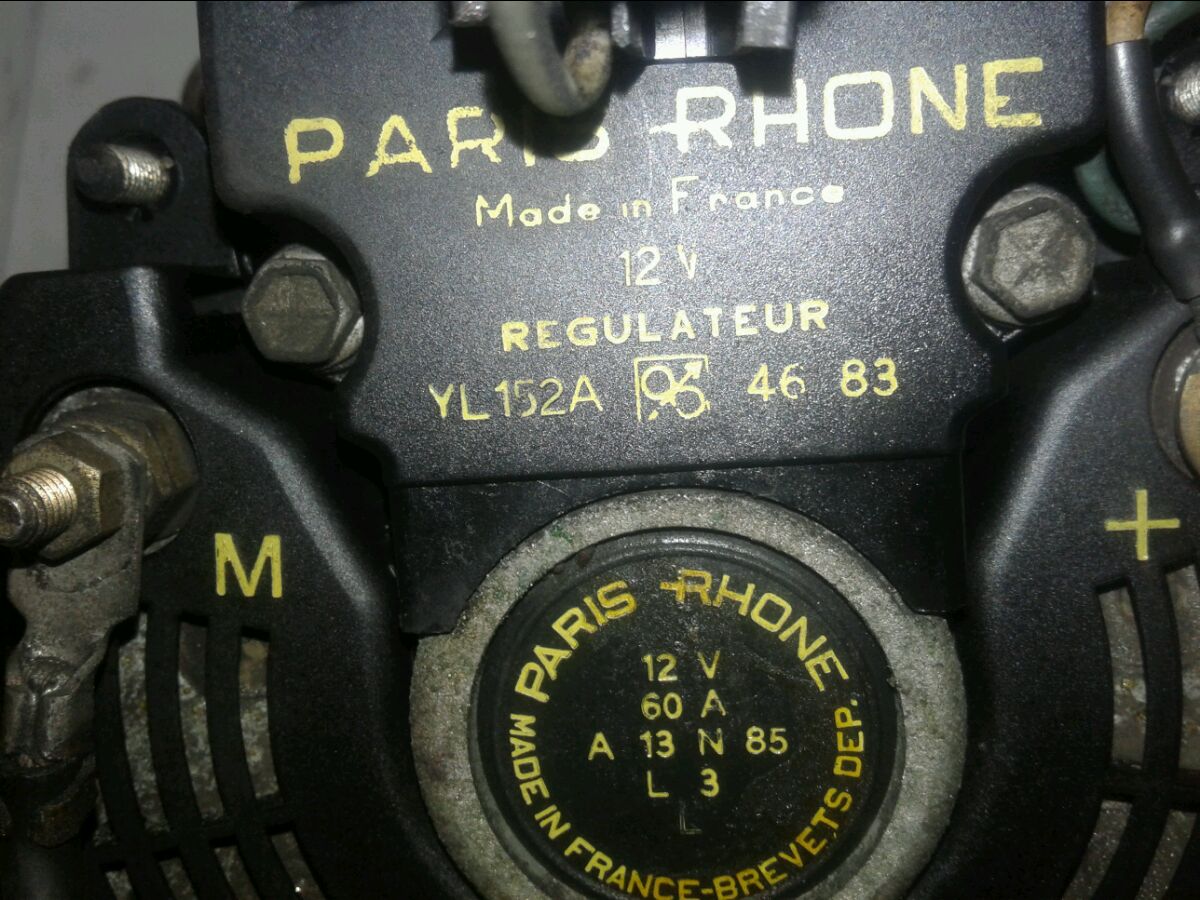 PARIS-RHONE
Made in France
12 V
REGULATEUR
YL152A 46 83
M
+
PARIS-RHONE
12 V
60 A
A 13 N 85
L 3
L
MADE IN FRANCE-BREVETS DEP.